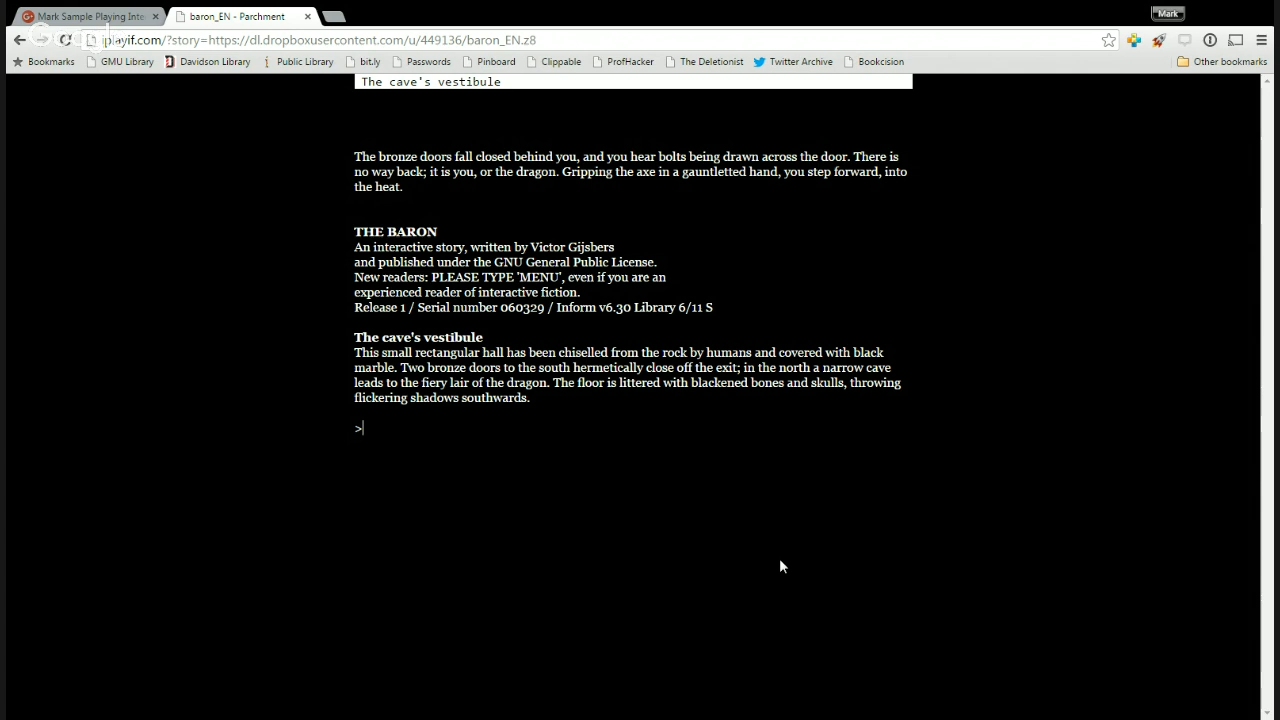 Mark Sample Playing Inte
baron_EN - Parchment
Mark
iplayif.com/?story=https://dl.dropboxusercontent.com/u/449136/baron_EN.z8
Bookmarks GMU Library Davidson Library Public Library bit.ly Passwords Pinboard Clippable ProfHacker The Deletionist Twitter Archive Bookcision Other bookmarks
The cave's vestibule
The bronze doors fall closed behind you, and you hear bolts being drawn across the door. There is
no way back; it is you, or the dragon. Gripping the axe in a gauntletted hand, you step forward, into
the heat.
THE BARON
An interactive story, written by Victor Gijsbers
and published under the GNU General Public License.
New readers: PLEASE TYPE 'MENU', even if you are an
experienced reader of interactive fiction.
Release 1 / Serial number 060329 / Inform v6.30 Library 6/11 S
The cave's vestibule
This small rectangular hall has been chiselled from the rock by humans and covered with black
marble. Two bronze doors to the south hermetically close off the exit; in the north a narrow cave
leads to the fiery lair of the dragon. The floor is littered with blackened bones and skulls, throwing
flickering shadows southwards.
>